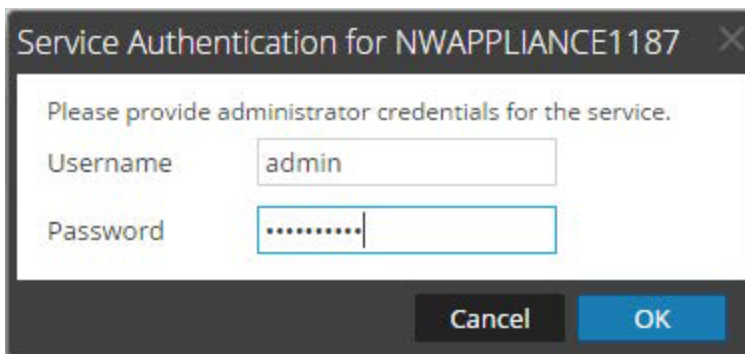 Service Authentication for NWAPPLIANCE1187
Please provide administrator credentials for the service.
Username admin
Password ••••••••••
Cancel OK